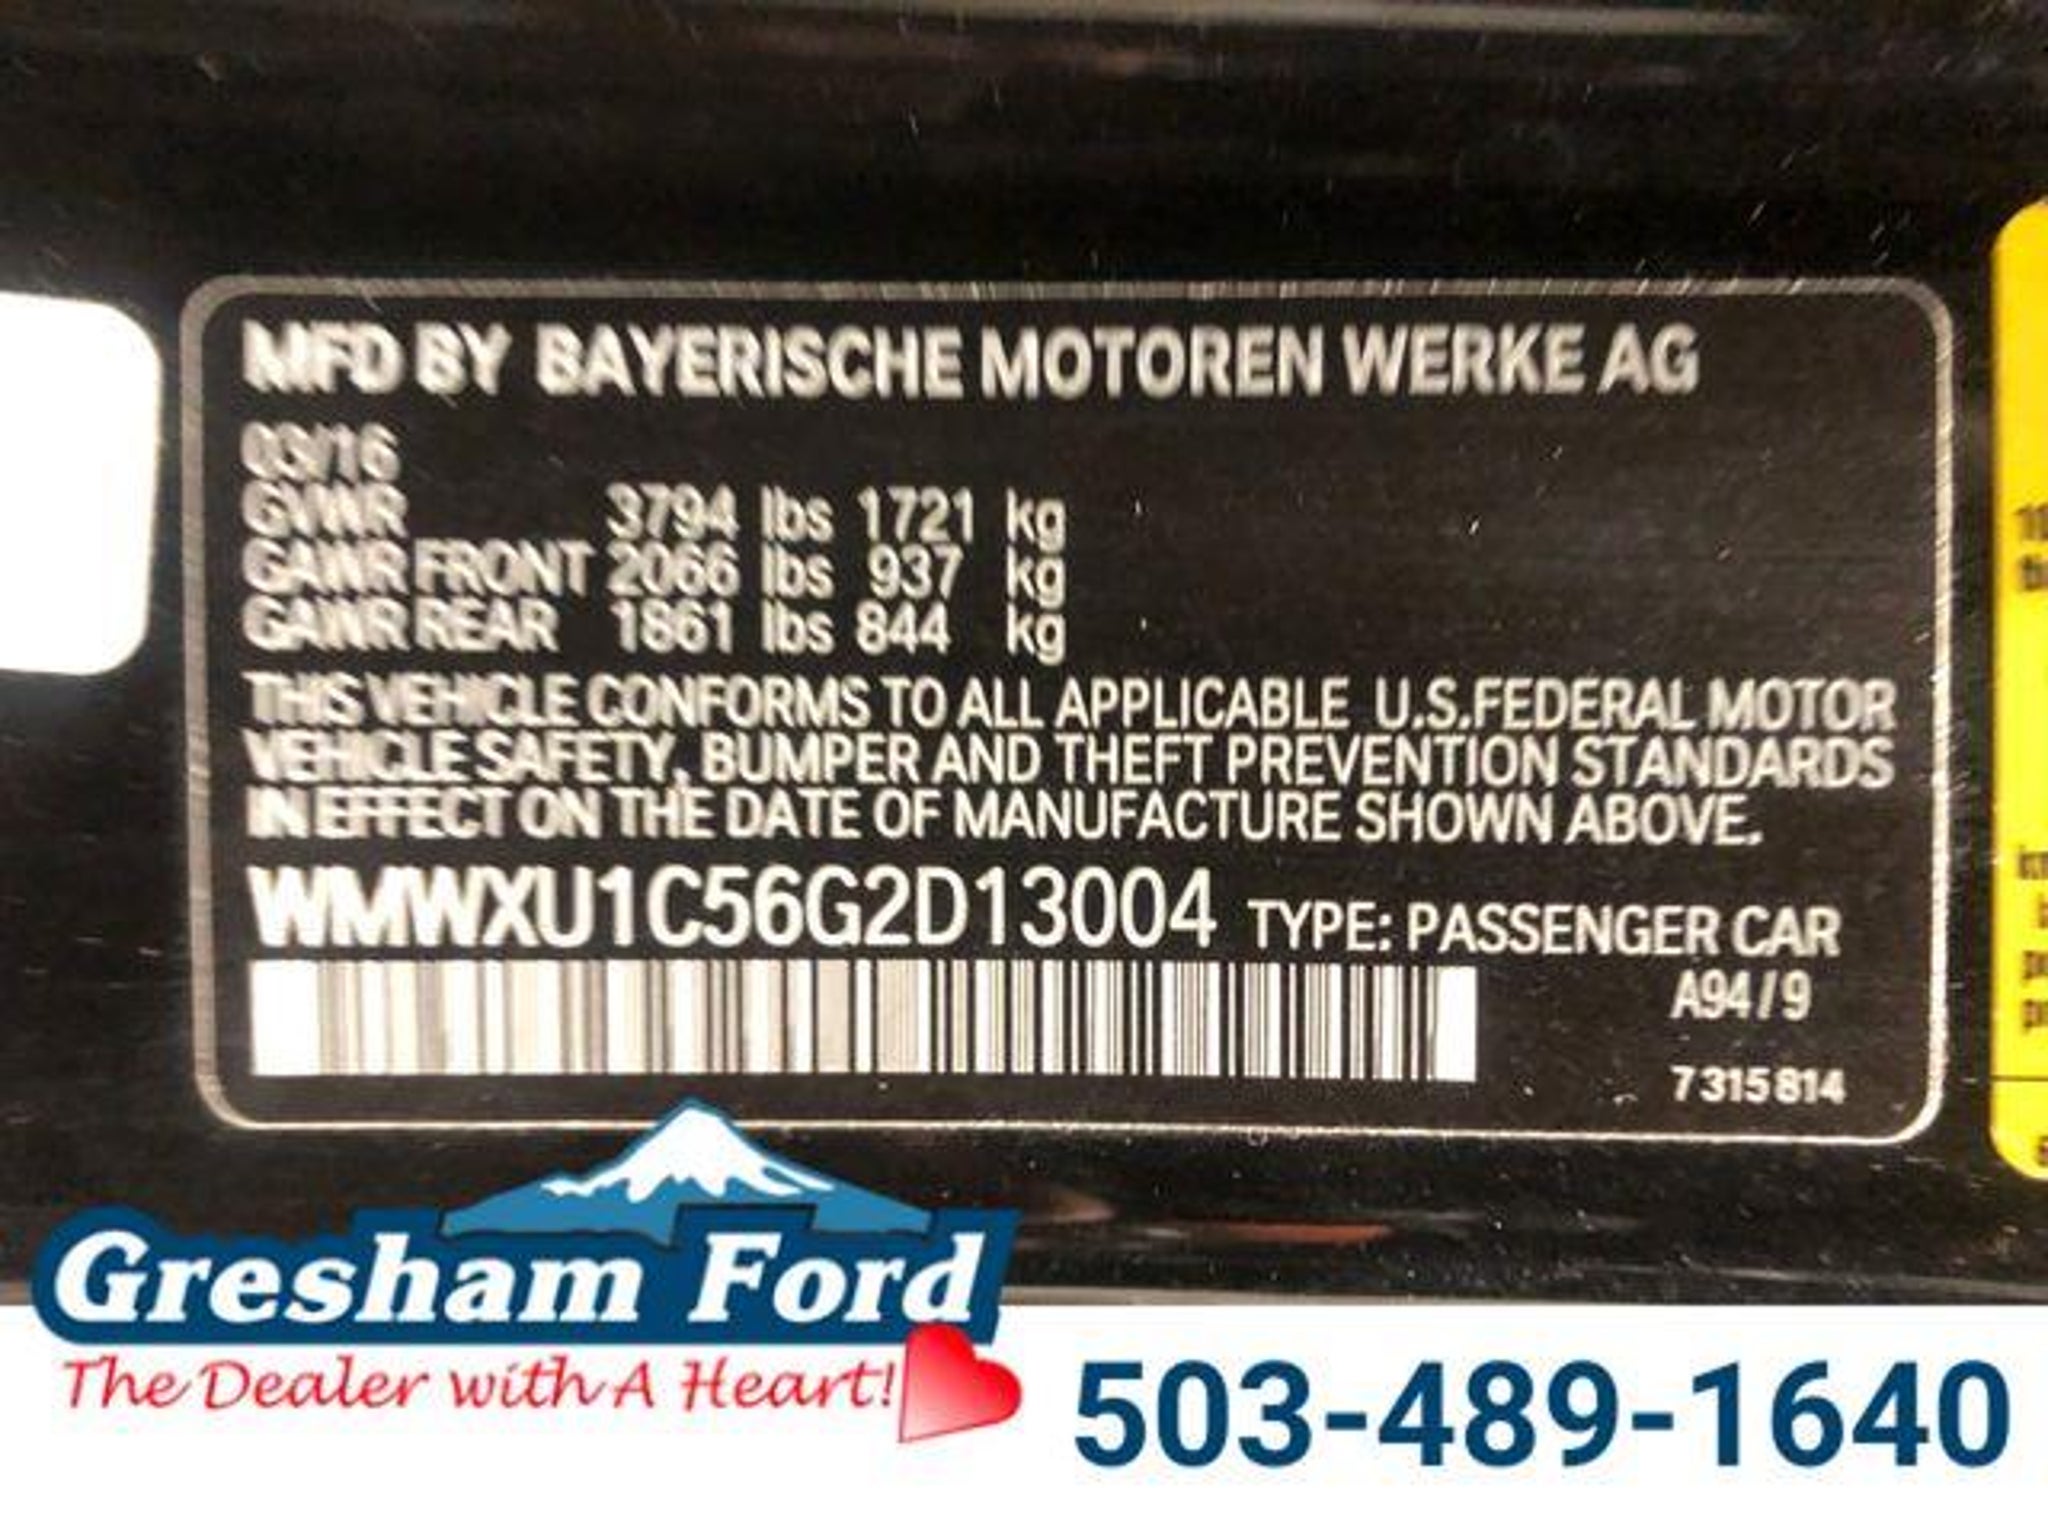 MFD BY BAYERISCHE MOTOREN WERKE AG
03/16
GVWR 3794 lbs 1721 kg
GAWR FRONT 2066 lbs 937 kg
GAWR REAR 1861 lbs 844 kg
THIS VEHICLE CONFORMS TO ALL APPLICABLE U.S.FEDERAL MOTOR
VEHICLE SAFETY, BUMPER AND THEFT PREVENTION STANDARDS
IN EFFECT ON THE DATE OF MANUFACTURE SHOWN ABOVE.
WMWXU1C56G2D13004 TYPE: PASSENGER CAR
A94/9
7315814
Gresham Ford
The Dealer with A Heart!
503-489-1640